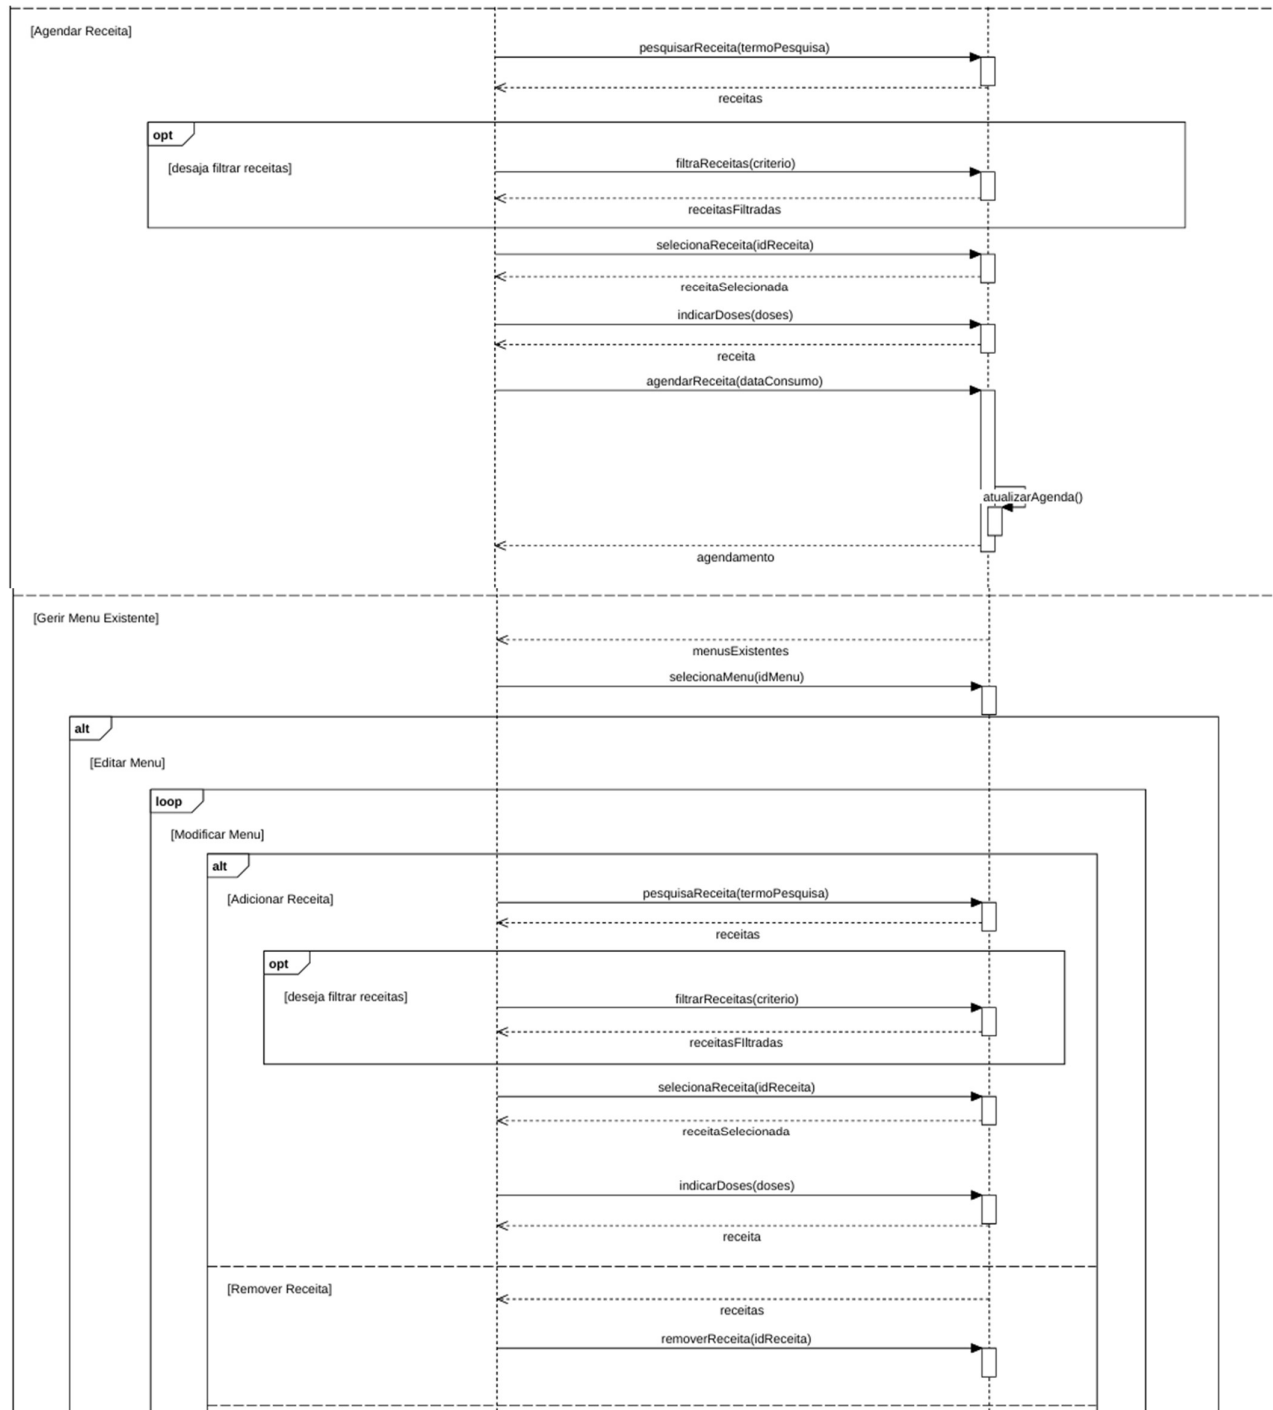 [Agendar Receita]
pesquisarReceita(termoPesquisa)
receitas
opt
[desaja filtrar receitas]
filtraReceitas(criterio)
receitasFiltradas
selecionaReceita(idReceita)
receitaSelecionada
indicarDoses(doses)
receita
agendarReceita(dataConsumo)
atualizarAgenda()
agendamento
[Gerir Menu Existente]
menusExistentes
selecionaMenu(idMenu)
alt
[Editar Menu]
loop
[Modificar Menu]
alt
[Adicionar Receita]
pesquisaReceita(termoPesquisa)
receitas
opt
[deseja filtrar receitas]
filtrarReceitas(criterio)
receitasFIltradas
selecionaReceita(idReceita)
receitaSelecionada
indicarDoses(doses)
receita
[Remover Receita]
receitas
removerReceita(idReceita)